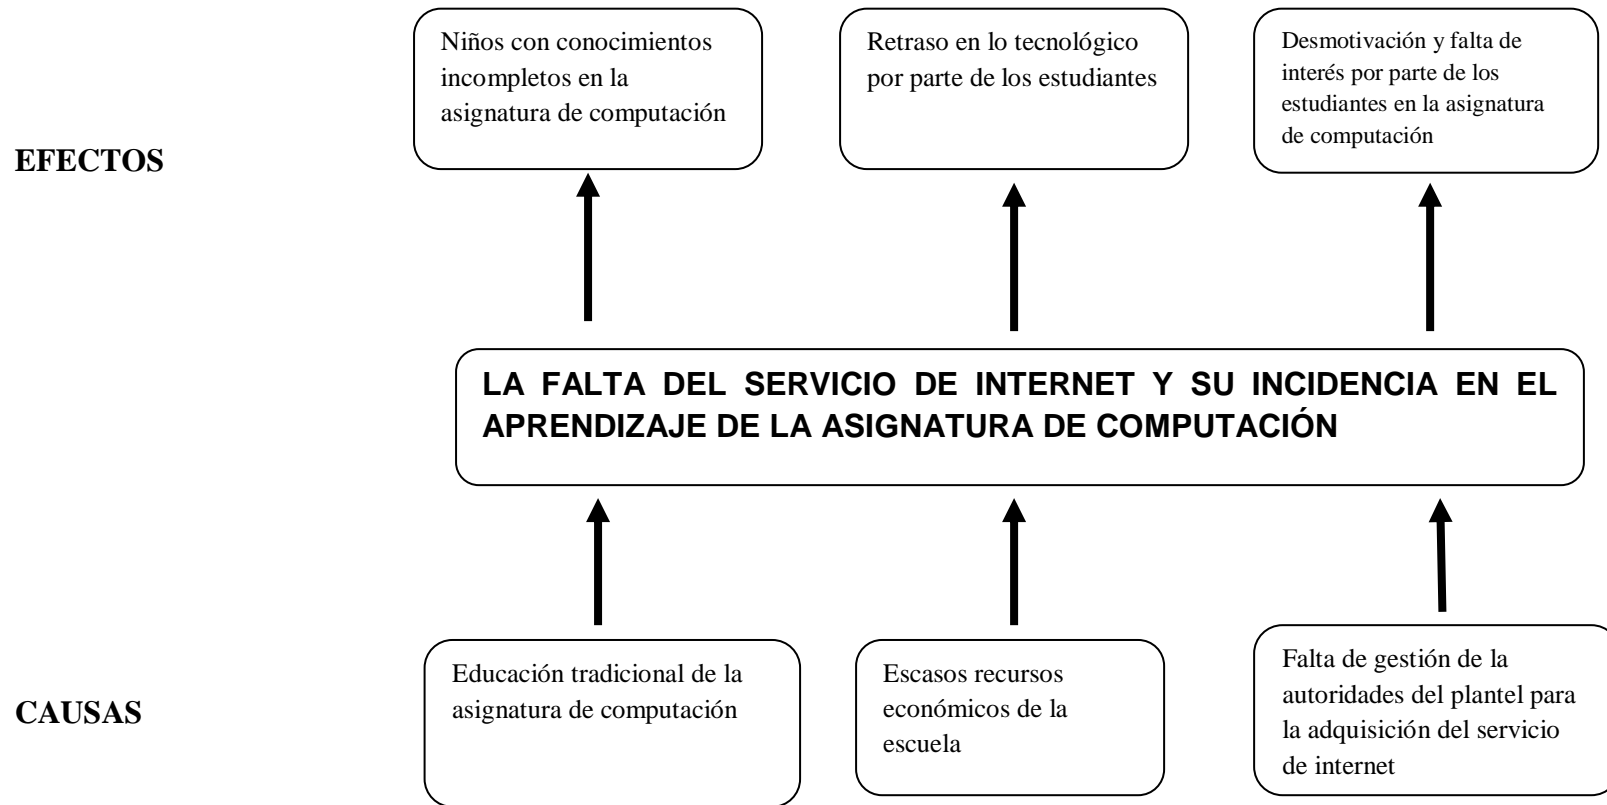 Niños con conocimientos
incompletos en la
asignatura de computación
Retraso en lo tecnológico
por parte de los estudiantes
Desmotivación y falta de
interés por parte de los
estudiantes en la asignatura
de computación
EFECTOS
LA FALTA DEL SERVICIO DE INTERNET Y SU INCIDENCIA EN EL
APRENDIZAJE DE LA ASIGNATURA DE COMPUTACIÓN
CAUSAS
Educación tradicional de la
asignatura de computación
Escasos recursos
económicos de la
escuela
Falta de gestión de la
autoridades del plantel para
la adquisición del servicio
de internet